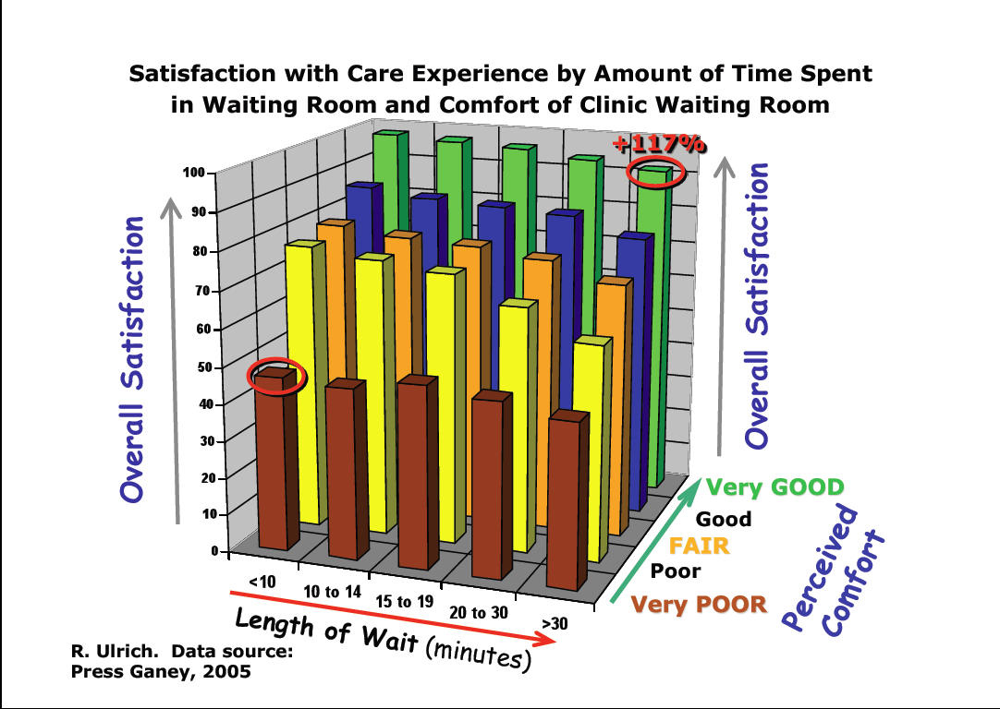 Satisfaction with Care Experience by Amount of Time Spent
in Waiting Room and Comfort of Clinic Waiting Room
+117%
100
90
80
70
60
50
40
30
20
10
0
Overall Satisfaction
Overall Satisfaction
<10
10 to 14
15 to 19
20 to 30
>30
Length of Wait (minutes)
Very GOOD
Good
FAIR
Poor
Very POOR
Perceived
Comfort
R. Ulrich.  Data source:
Press Ganey, 2005